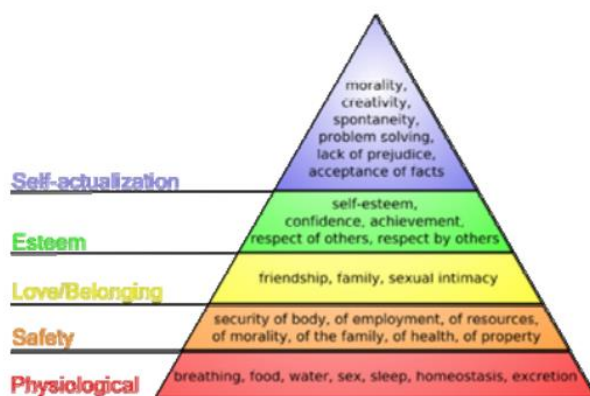 morality,
creativity,
spontaneity,
problem solving,
lack of prejudice,
acceptance of facts
Self-actualization
self-esteem,
confidence, achievement,
respect of others, respect by others
Esteem
friendship, family, sexual intimacy
Love/Belonging
security of body, of employment, of resources,
of morality, of the family, of health, of property
Safety
breathing, food, water, sex, sleep, homeostasis, excretion
Physiological